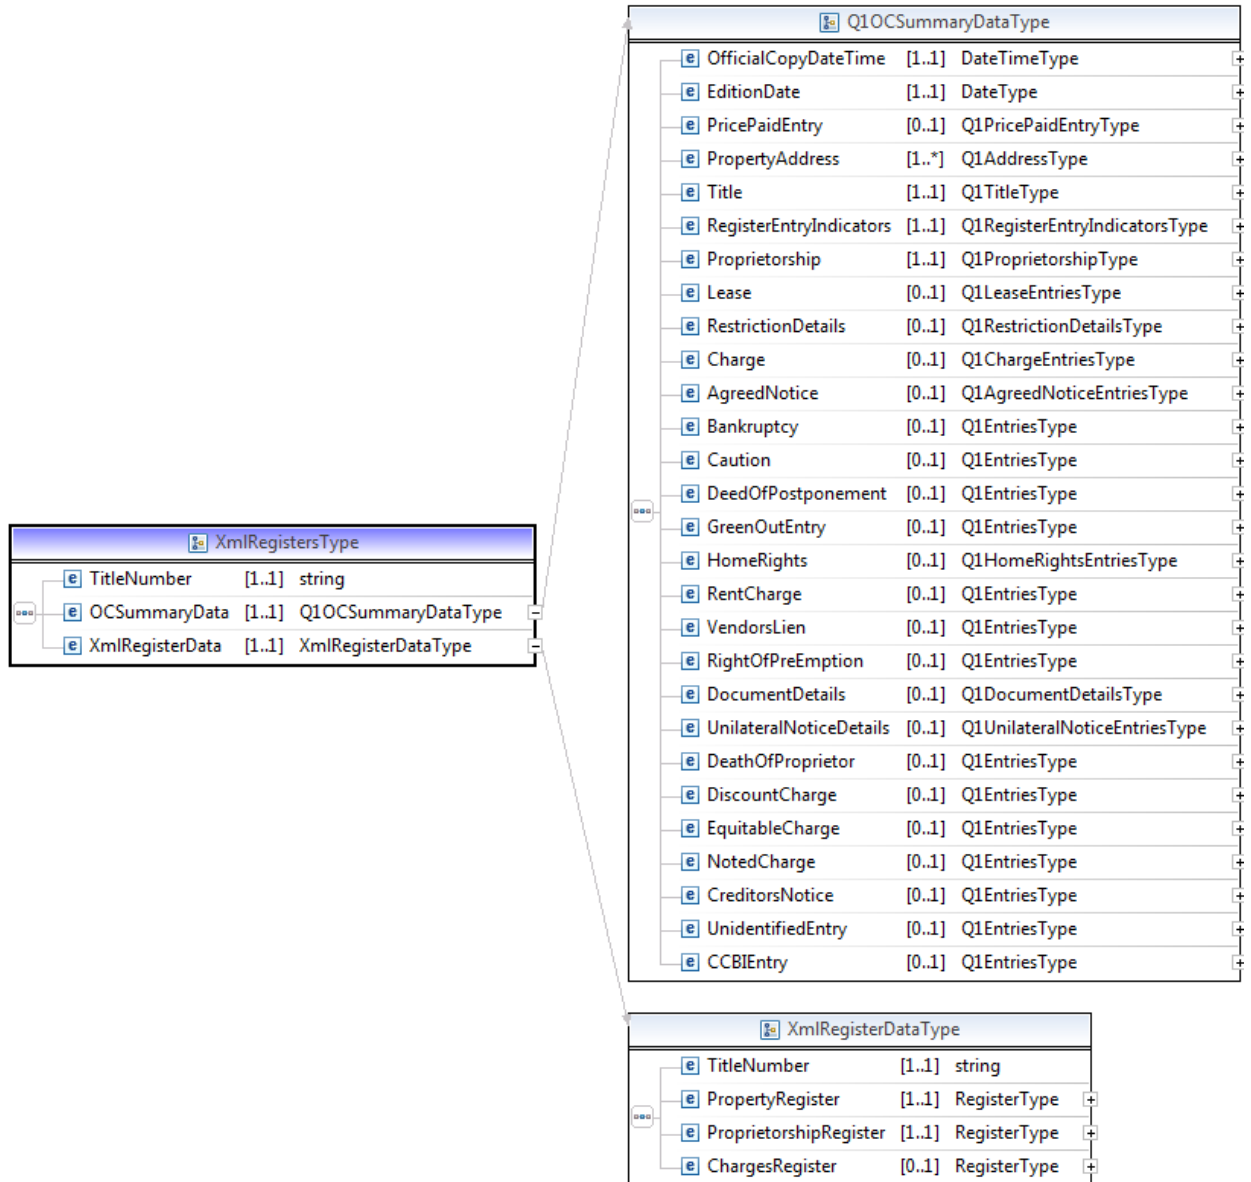 Q1OCSummaryDataType
e OfficialCopyDateTime [1..1] DateTimeType
e EditionDate [1..1] DateType
e PricePaidEntry [0..1] Q1PricePaidEntryType
e PropertyAddress [1..*] Q1AddressType
e Title [1..1] Q1TitleType
e RegisterEntryIndicators [1..1] Q1RegisterEntryIndicatorsType
e Proprietorship [1..1] Q1ProprietorshipType
e Lease [0..1] Q1LeaseEntriesType
e RestrictionDetails [0..1] Q1RestrictionDetailsType
e Charge [0..1] Q1ChargeEntriesType
e AgreedNotice [0..1] Q1AgreedNoticeEntriesType
e Bankruptcy [0..1] Q1EntriesType
e Caution [0..1] Q1EntriesType
e DeedOfPostponement [0..1] Q1EntriesType
e GreenOutEntry [0..1] Q1EntriesType
e HomeRights [0..1] Q1HomeRightsEntriesType
e RentCharge [0..1] Q1EntriesType
e VendorsLien [0..1] Q1EntriesType
e RightOfPreEmption [0..1] Q1EntriesType
e DocumentDetails [0..1] Q1DocumentDetailsType
e UnilateralNoticeDetails [0..1] Q1UnilateralNoticeEntriesType
e DeathOfProprietor [0..1] Q1EntriesType
e DiscountCharge [0..1] Q1EntriesType
e EquitableCharge [0..1] Q1EntriesType
e NotedCharge [0..1] Q1EntriesType
e CreditorsNotice [0..1] Q1EntriesType
e UnidentifiedEntry [0..1] Q1EntriesType
e CCBIEntry [0..1] Q1EntriesType
XmlRegistersType
e TitleNumber [1..1] string
e OCSummaryData [1..1] Q1OCSummaryDataType
e XmlRegisterData [1..1] XmlRegisterDataType
XmlRegisterDataType
e TitleNumber [1..1] string
e PropertyRegister [1..1] RegisterType
e ProprietorshipRegister [1..1] RegisterType
e ChargesRegister [0..1] RegisterType